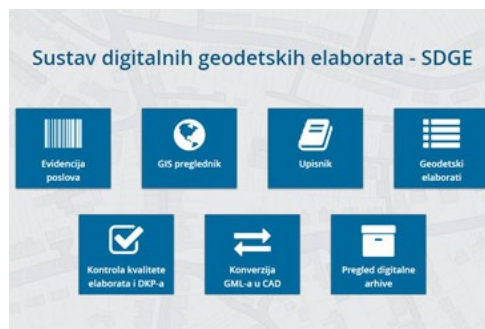 Sustav digitalnih geodetskih elaborata - SDGE
Evidencija
poslova
GIS preglednik
Upisnik
Geodetski
elaborati
Kontrola kvalitete
elaborata i DKP-a
Konverzija
GML-a u CAD
Pregled digitalne
arhive